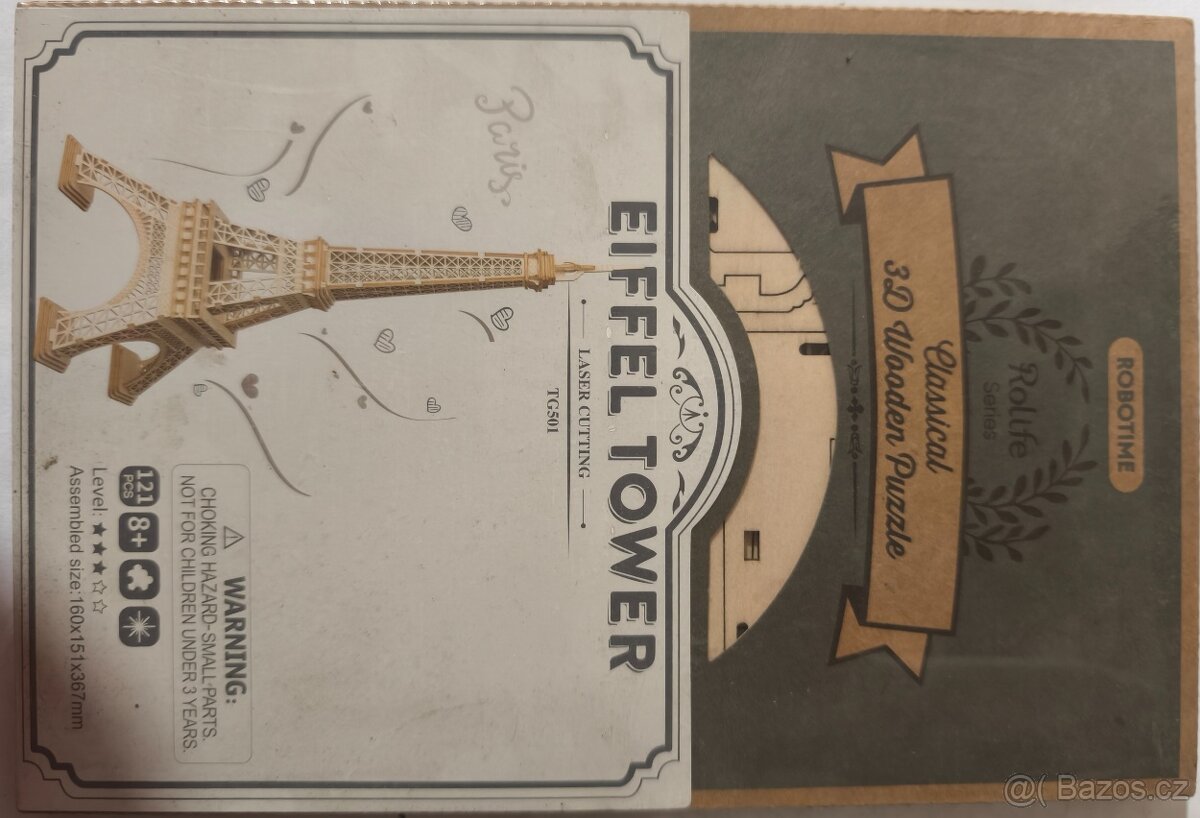 ROBOTIME
Rollife
Series
Classical
3D Wooden Puzzle
EIFFEL TOWER
LASER CUTTING
TG501
Paris
WARNING:
CHOKING HAZARD-SMALL PARTS.
NOT FOR CHILDREN UNDER 3 YEARS.
121 PCS 8+
Level: ★★★☆☆
Assembled size:160x151x367mm
@( Bazos.cz